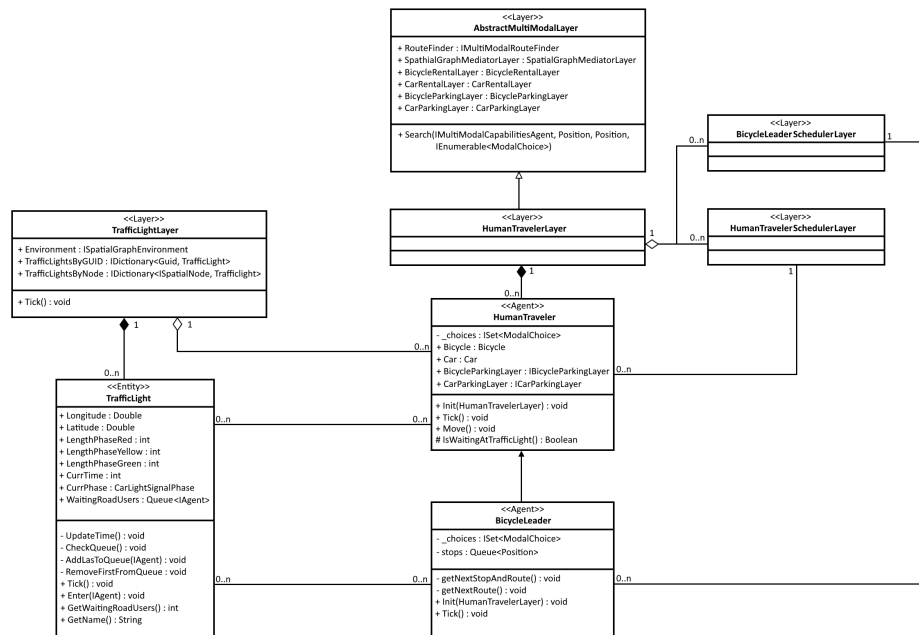 <<Layer>>
AbstractMultiModalLayer
+ RouteFinder : IMultiModalRouteFinder
+ SpathialGraphMediatorLayer : SpatialGraphMediatorLayer
+ BicycleRentalLayer : BicycleRentalLayer
+ CarRentalLayer : CarRentalLayer
+ BicycleParkingLayer : BicycleParkingLayer
+ CarParkingLayer : CarParkingLayer
+ Search(IMultiModalCapabilitiesAgent, Position, Position,
IEnumerable<ModalChoice>)
<<Layer>>
BicycleLeaderSchedulerLayer
0..n
1
<<Layer>>
HumanTravelerLayer
1
0..n
<<Layer>>
HumanTravelerSchedulerLayer
1
<<Layer>>
TrafficLightLayer
+ Environment : ISpatialGraphEnvironment
+ TrafficLightsByGUID : IDictionary<Guid, TrafficLight>
+ TrafficLightsByNode : IDictionary<ISpatialNode, Trafficlight>
+ Tick() : void
1
1
1
0..n
<<Agent>>
HumanTraveler
- _choices : ISet<ModalChoice>
+ Bicycle : Bicycle
+ Car : Car
+ BicycleParkingLayer : IBicycleParkingLayer
+ CarParkingLayer : ICarParkingLayer
+ Init(HumanTravelerLayer) : void
+ Tick() : void
+ Move() : void
# IsWaitingAtTrafficLight() : Boolean
0..n
0..n
0..n
0..n
0..n
<<Entity>>
TrafficLight
+ Longitude : Double
+ Latitude : Double
+ LengthPhaseRed : int
+ LengthPhaseYellow : int
+ LengthPhaseGreen : int
+ CurrTime : int
+ CurrPhase : CarLightSignalPhase
+ WaitingRoadUsers : Queue<IAgent>
- UpdateTime() : void
- CheckQueue() : void
- AddLasToQueue(IAgent) : void
- RemoveFirstFromQueue : void
+ Tick() : void
+ Enter(IAgent) : void
+ GetWaitingRoadUsers() : int
+ GetName() : String
0..n
0..n
<<Agent>>
BicycleLeader
- _choices : ISet<ModalChoice>
- stops : Queue<Position>
- getNextStopAndRoute() : void
- getNextRoute() : void
+ Init(HumanTravelerLayer) : void
+ Tick() : void
0..n